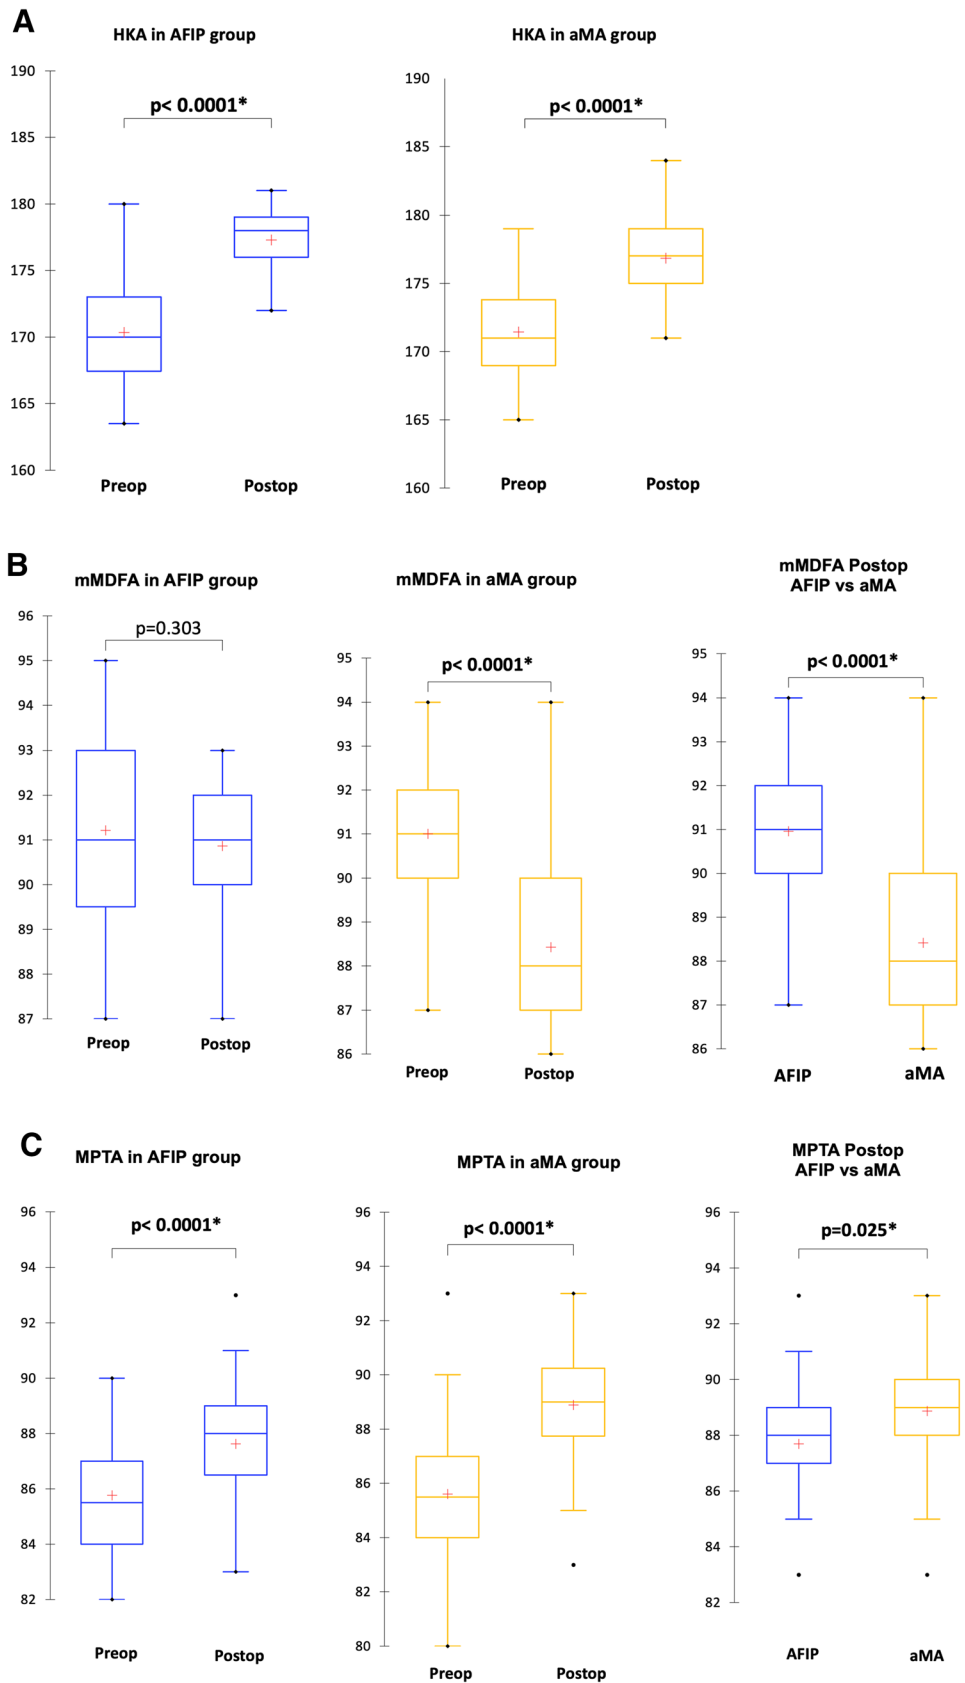 A
HKA in AFIP group
HKA in aMA group
190
185
180
175
170
165
160
p< 0.0001*
Preop
Postop
190
185
180
175
170
165
160
p< 0.0001*
Preop
Postop
B
mMDFA in AFIP group
mMDFA in aMA group
mMDFA Postop
AFIP vs aMA
96
95
94
93
92
91
90
89
88
87
p=0.303
Preop
Postop
95
94
93
92
91
90
89
88
87
86
p< 0.0001*
Preop
Postop
95
94
93
92
91
90
89
88
87
86
p< 0.0001*
AFIP
aMA
C
MPTA in AFIP group
MPTA in aMA group
MPTA Postop
AFIP vs aMA
96
94
92
90
88
86
84
82
p< 0.0001*
Preop
Postop
96
94
92
90
88
86
84
82
80
p< 0.0001*
Preop
Postop
96
94
92
90
88
86
84
82
p=0.025*
AFIP
aMA